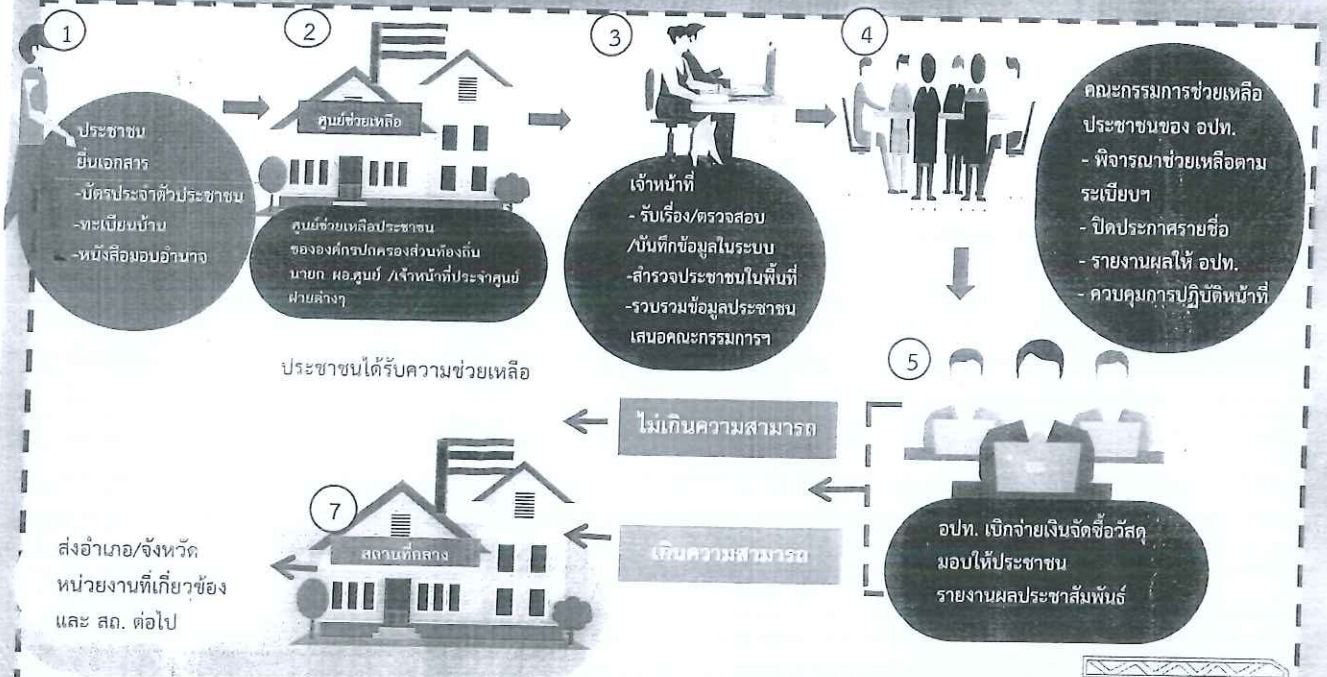 1
ประชาชน
ยื่นเอกสาร
-บัตรประจำตัวประชาชน
-ทะเบียนบ้าน
-หนังสือมอบอำนาจ
2
ศูนย์ช่วยเหลือ
ศูนย์ช่วยเหลือประชาชน
ขององค์กรปกครองส่วนท้องถิ่น
นายก ผอ.ศูนย์ /เจ้าหน้าที่ประจำศูนย์
ฝ่ายต่างๆ
3
เจ้าหน้าที่
- รับเรื่อง/ตรวจสอบ
/บันทึกข้อมูลในระบบ
-สำรวจประชาชนในพื้นที่
-รวบรวมข้อมูลประชาชน
เสนอคณะกรรมการฯ
4
คณะกรรมการช่วยเหลือ
ประชาชนของ อปท.
- พิจารณาช่วยเหลือตาม
ระเบียบฯ
- ปิดประกาศรายชื่อ
- รายงานผลให้ อปท.
- ควบคุมการปฏิบัติหน้าที่
5
อปท. เบิกจ่ายเงินจัดซื้อวัสดุ
มอบให้ประชาชน
รายงานผลประชาสัมพันธ์
ประชาชนได้รับความช่วยเหลือ
ไม่เกินความสามารถ
เกินความสามารถ
7
สถานที่กลาง
ส่งอำเภอ/จังหวัด
หน่วยงานที่เกี่ยวข้อง
และ สถ. ต่อไป